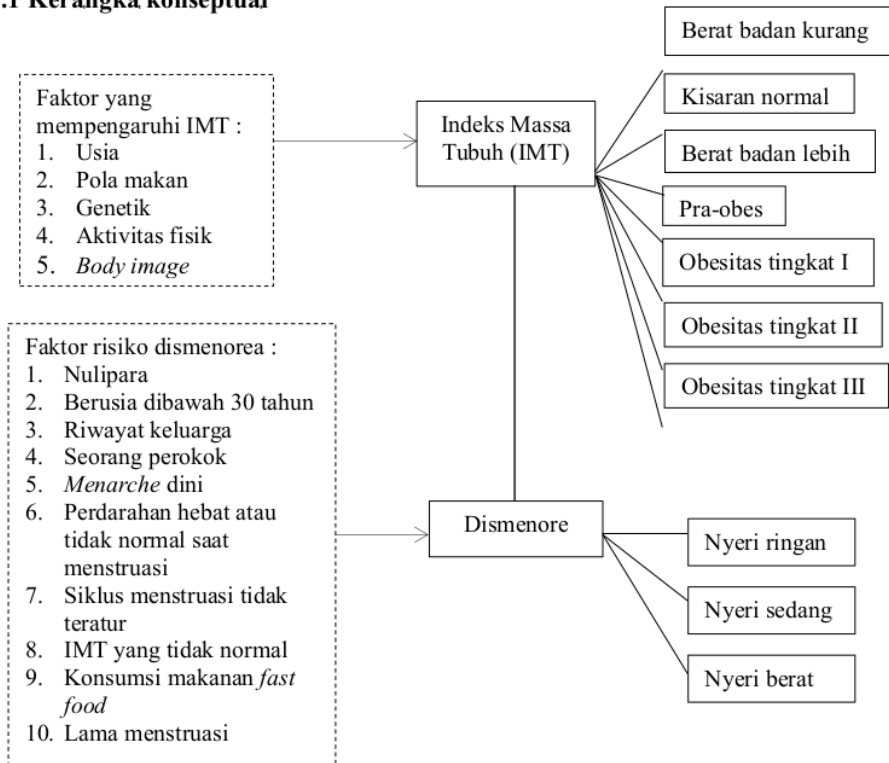 .1 Kerangka konseptual
Faktor yang
mempengaruhi IMT :
1. Usia
2. Pola makan
3. Genetik
4. Aktivitas fisik
5. Body image
Indeks Massa
Tubuh (IMT)
Berat badan kurang
Kisaran normal
Berat badan lebih
Pra-obes
Obesitas tingkat I
Obesitas tingkat II
Obesitas tingkat III
Faktor risiko dismenorea :
1. Nulipara
2. Berusia dibawah 30 tahun
3. Riwayat keluarga
4. Seorang perokok
5. Menarche dini
6. Perdarahan hebat atau
tidak normal saat
menstruasi
7. Siklus menstruasi tidak
teratur
8. IMT yang tidak normal
9. Konsumsi makanan fast
food
10. Lama menstruasi
Dismenore
Nyeri ringan
Nyeri sedang
Nyeri berat